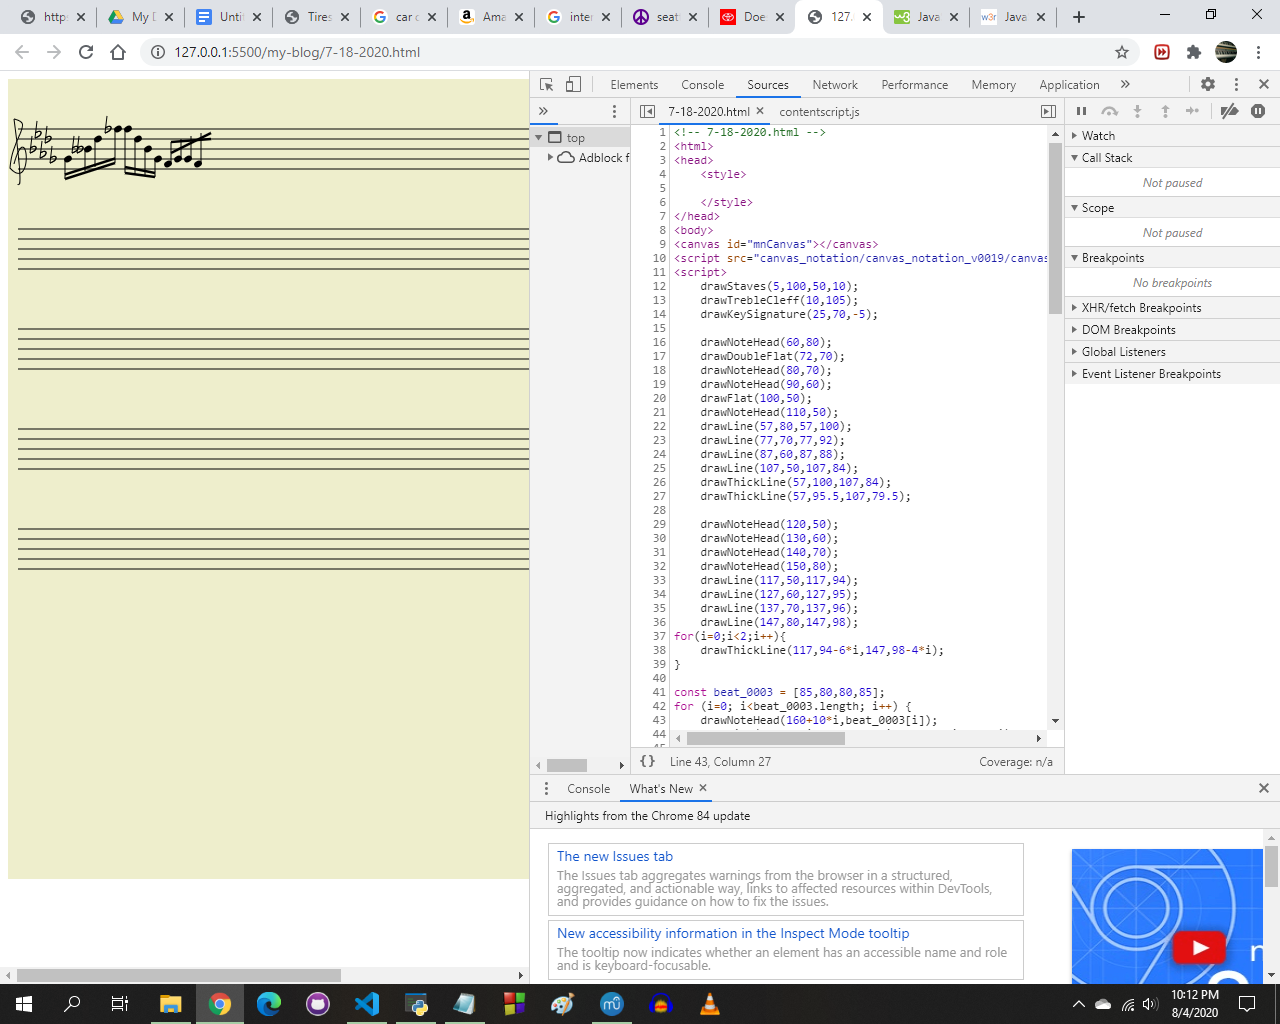 https
My D
Unti
Tires
car c
Ama
inter
seatt
Doe
127.
Java
Java
127.0.0.1:5500/my-blog/7-18-2020.html
Elements Console Sources Network Performance Memory Application
7-18-2020.html contentscript.js
top
Adblock f
1 <!-- 7-18-2020.html -->
2 <html>
3 <head>
4 <style>
5
6 </style>
7 </head>
8 <body>
9 <canvas id="mnCanvas"></canvas>
10 <script src="canvas_notation/canvas_notation_v0019/canvas
11 <script>
12 drawStaves(5,100,50,10);
13 drawTrebleCleff(10,105);
14 drawKeySignature(25,70,-5);
15
16 drawNoteHead(60,80);
17 drawDoubleFlat(72,70);
18 drawNoteHead(80,70);
19 drawNoteHead(90,60);
20 drawFlat(100,50);
21 drawNoteHead(110,50);
22 drawLine(57,80,57,100);
23 drawLine(77,70,77,92);
24 drawLine(87,60,87,88);
25 drawLine(107,50,107,84);
26 drawThickLine(57,100,107,84);
27 drawThickLine(57,95.5,107,79.5);
28
29 drawNoteHead(120,50);
30 drawNoteHead(130,60);
31 drawNoteHead(140,70);
32 drawNoteHead(150,80);
33 drawLine(117,50,117,94);
34 drawLine(127,60,127,95);
35 drawLine(137,70,137,96);
36 drawLine(147,80,147,98);
37 for(i=0;i<2;i++){
38 drawThickLine(117,94-6*i,147,98-4*i);
39 }
40
41 const beat_0003 = [85,80,80,85];
42 for (i=0; i<beat_0003.length; i++) {
43 drawNoteHead(160+10*i,beat_0003[i]);
44
{} Line 43, Column 27 Coverage: n/a
Watch
Call Stack
Not paused
Scope
Not paused
Breakpoints
No breakpoints
XHR/fetch Breakpoints
DOM Breakpoints
Global Listeners
Event Listener Breakpoints
Console What's New
Highlights from the Chrome 84 update
The new Issues tab
The Issues tab aggregates warnings from the browser in a structured,
aggregated, and actionable way, links to affected resources within DevTools,
and provides guidance on how to fix the issues.
New accessibility information in the Inspect Mode tooltip
The tooltip now indicates whether an element has an accessible name and role
and is keyboard-focusable.
10:12 PM
8/4/2020